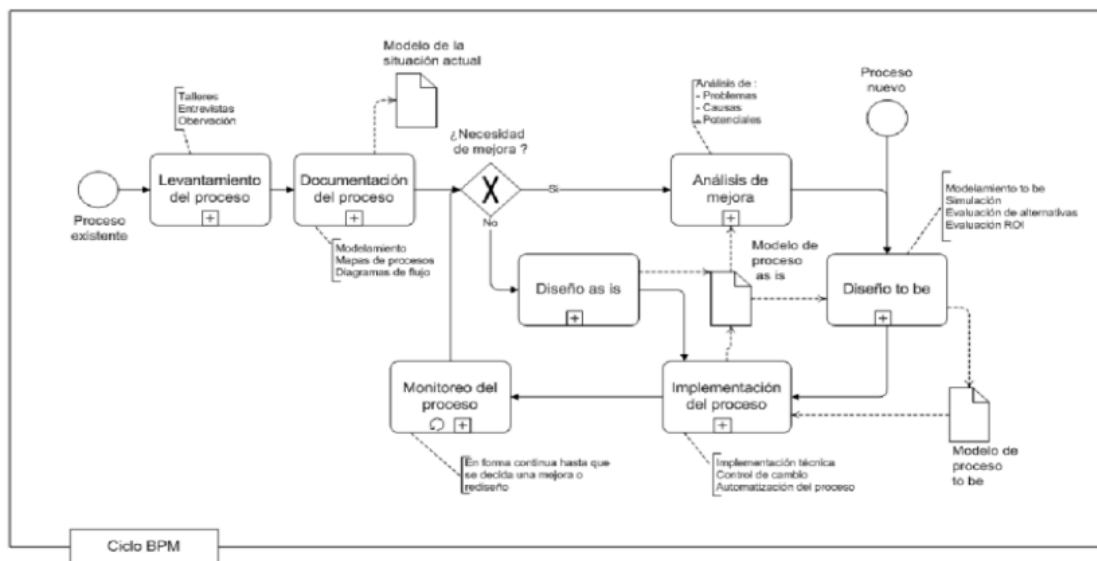 Modelo de la
situación actual
Talleres
Entrevistas
Obervación
¿Necesidad
de mejora ?
Análisis de :
- Problemas
- Causas
- Potenciales
Proceso
nuevo
Levantamiento
del proceso
Documentación
del proceso
Si
Análisis de
mejora
Proceso
existente
No
Modelamiento
Mapas de procesos
Diagramas de flujo
Modelamiento to be
Simulación
Evaluación de alternativas
Evaluación ROI
Modelo de
proceso
as is
Diseño as is
Diseño to be
Monitoreo del
proceso
Implementación
del proceso
Modelo de
proceso
to be
En forma continua hasta que
se decida una mejora o
rediseño
Implementación técnica
Control de cambio
Automatización del proceso
Ciclo BPM